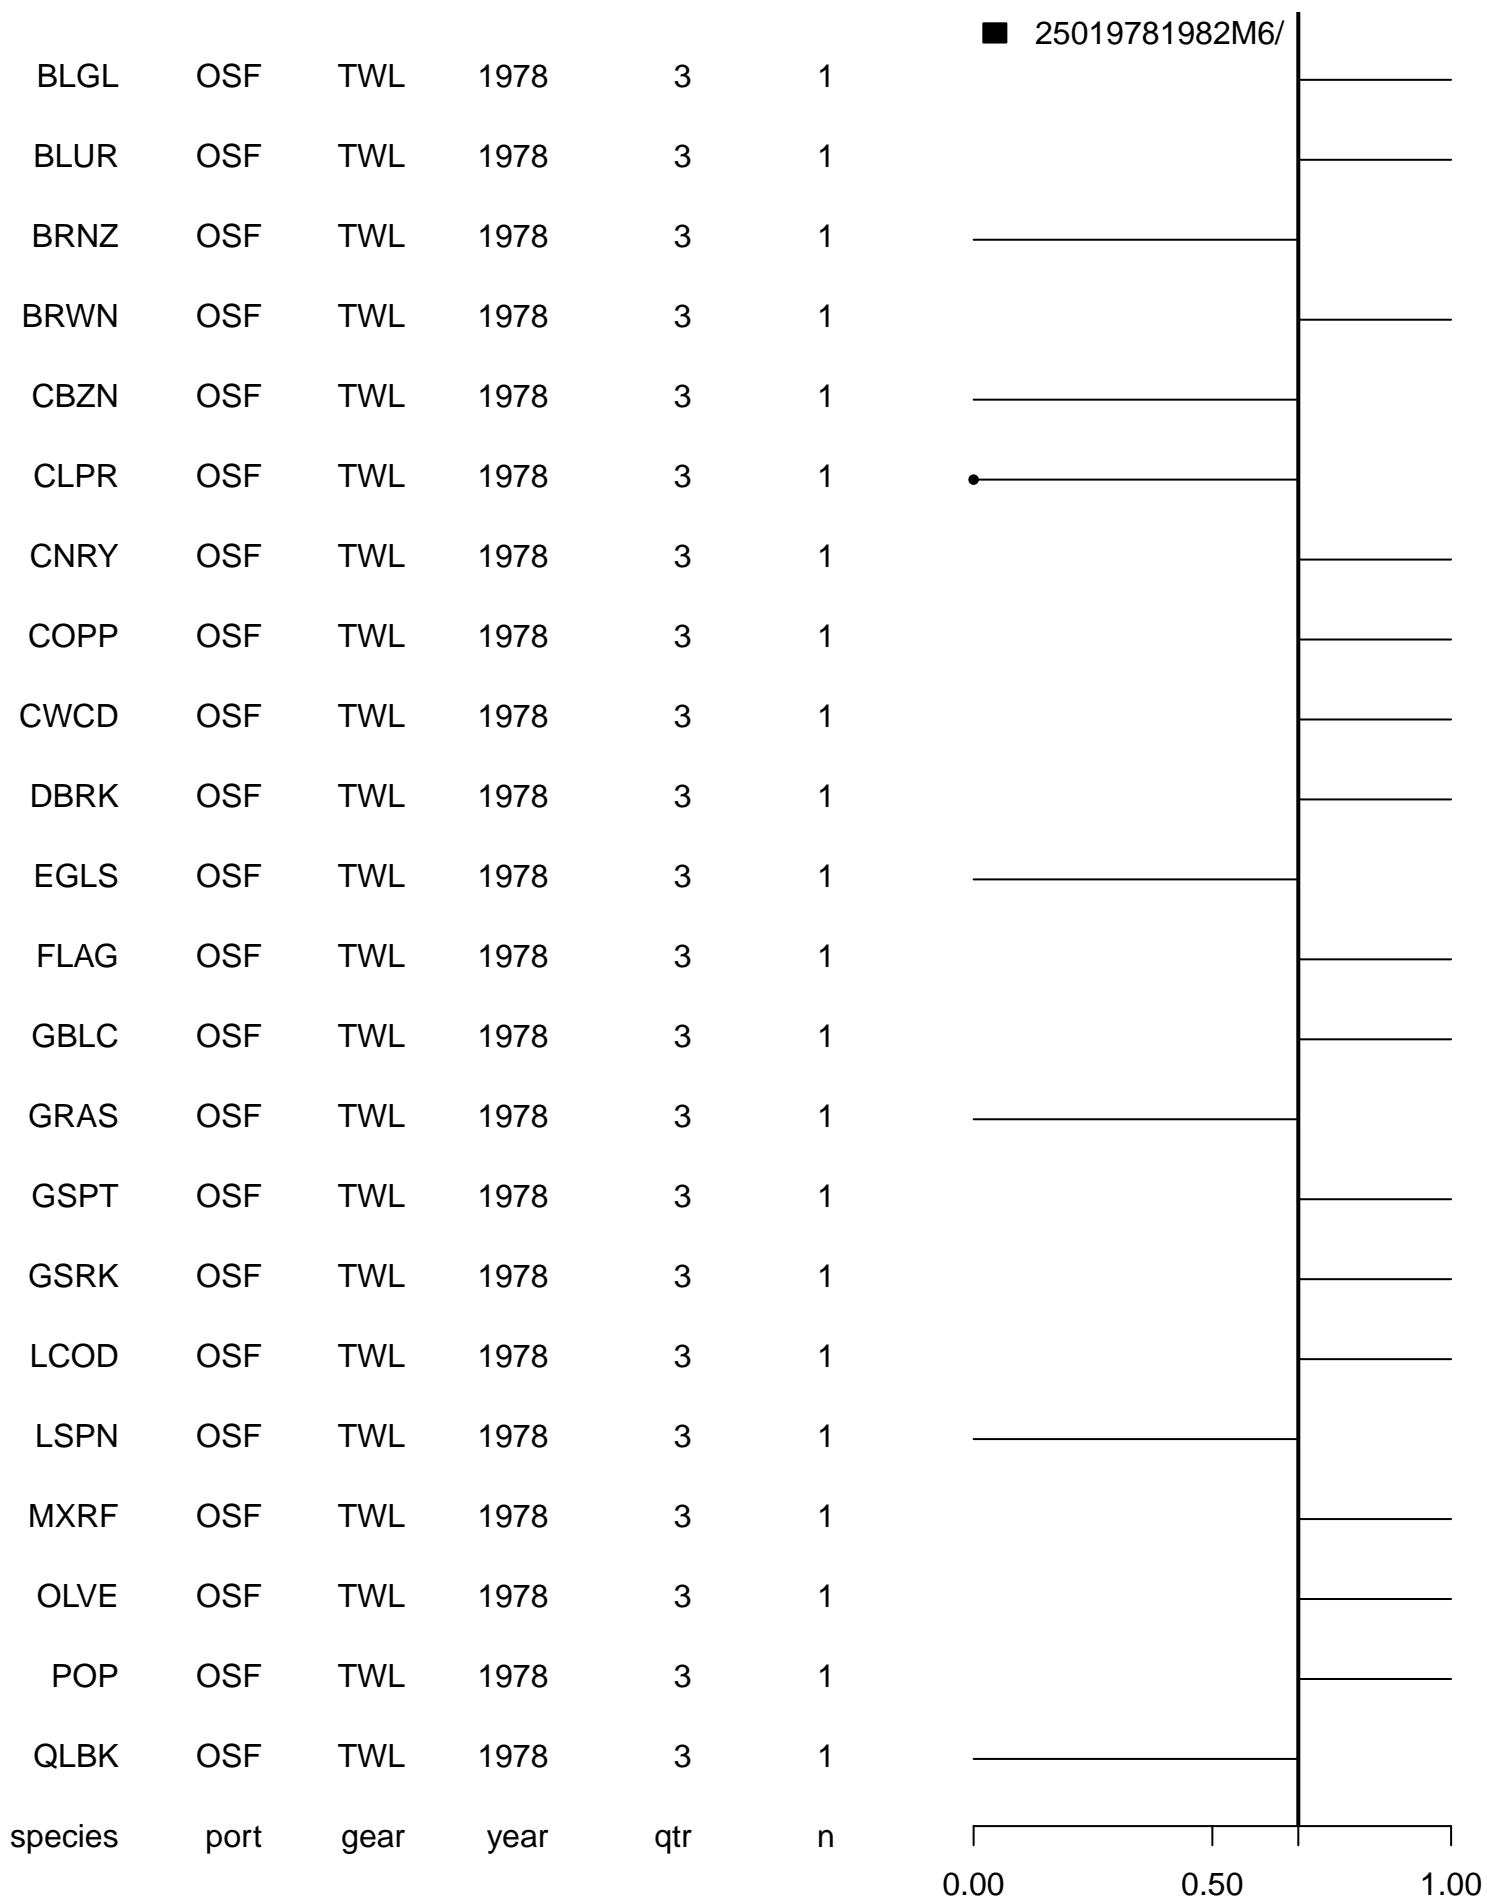 25019781982M6/
BLGL OSF TWL 1978 3 1
BLUR OSF TWL 1978 3 1
BRNZ OSF TWL 1978 3 1
BRWN OSF TWL 1978 3 1
CBZN OSF TWL 1978 3 1
CLPR OSF TWL 1978 3 1
CNRY OSF TWL 1978 3 1
COPP OSF TWL 1978 3 1
CWCD OSF TWL 1978 3 1
DBRK OSF TWL 1978 3 1
EGLS OSF TWL 1978 3 1
FLAG OSF TWL 1978 3 1
GBLC OSF TWL 1978 3 1
GRAS OSF TWL 1978 3 1
GSPT OSF TWL 1978 3 1
GSRK OSF TWL 1978 3 1
LCOD OSF TWL 1978 3 1
LSPN OSF TWL 1978 3 1
MXRF OSF TWL 1978 3 1
OLVE OSF TWL 1978 3 1
POP OSF TWL 1978 3 1
QLBK OSF TWL 1978 3 1
species port gear year qtr n
0.00 0.50 1.00